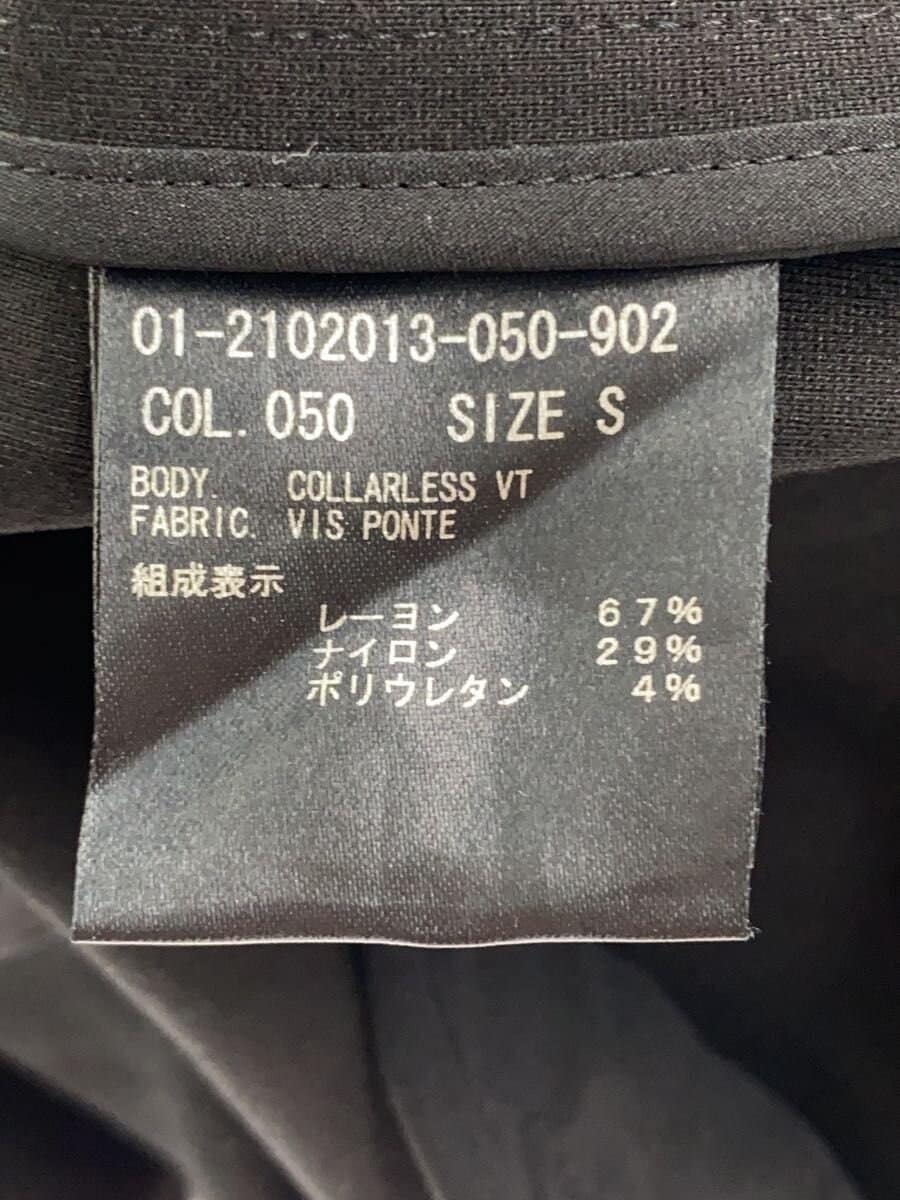 01-2102013-050-902
COL. 050 SIZE S
BODY. COLLARLESS VT
FABRIC. VIS PONTE
組成表示
レーヨン 67%
ナイロン 29%
ポリウレタン 4%